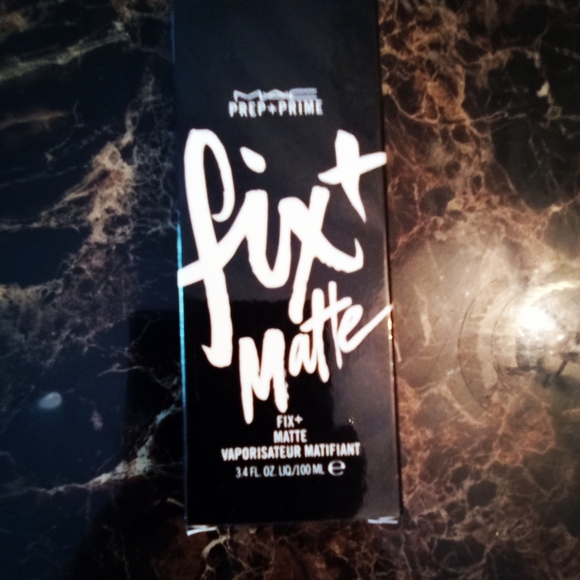 MAC
PREP+PRIME
fix+
Matte
FIX+
MATTE
VAPORISATEUR MATIFIANT
3.4 FL. OZ. LIQ./100 ML ℮